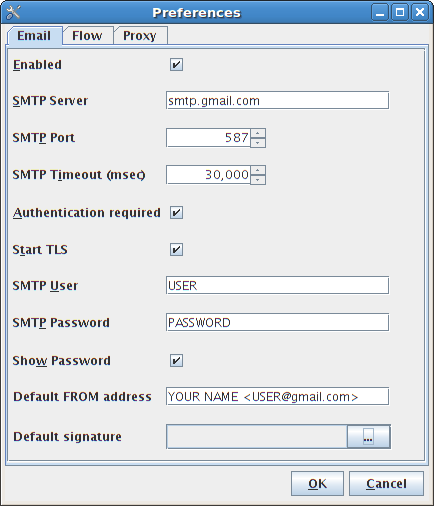 Preferences
Email Flow Proxy
Enabled
SMTP Server smtp.gmail.com
SMTP Port 587
SMTP Timeout (msec) 30,000
Authentication required
Start TLS
SMTP User USER
SMTP Password PASSWORD
Show Password
Default FROM address YOUR NAME <USER@gmail.com>
Default signature ...
OK Cancel